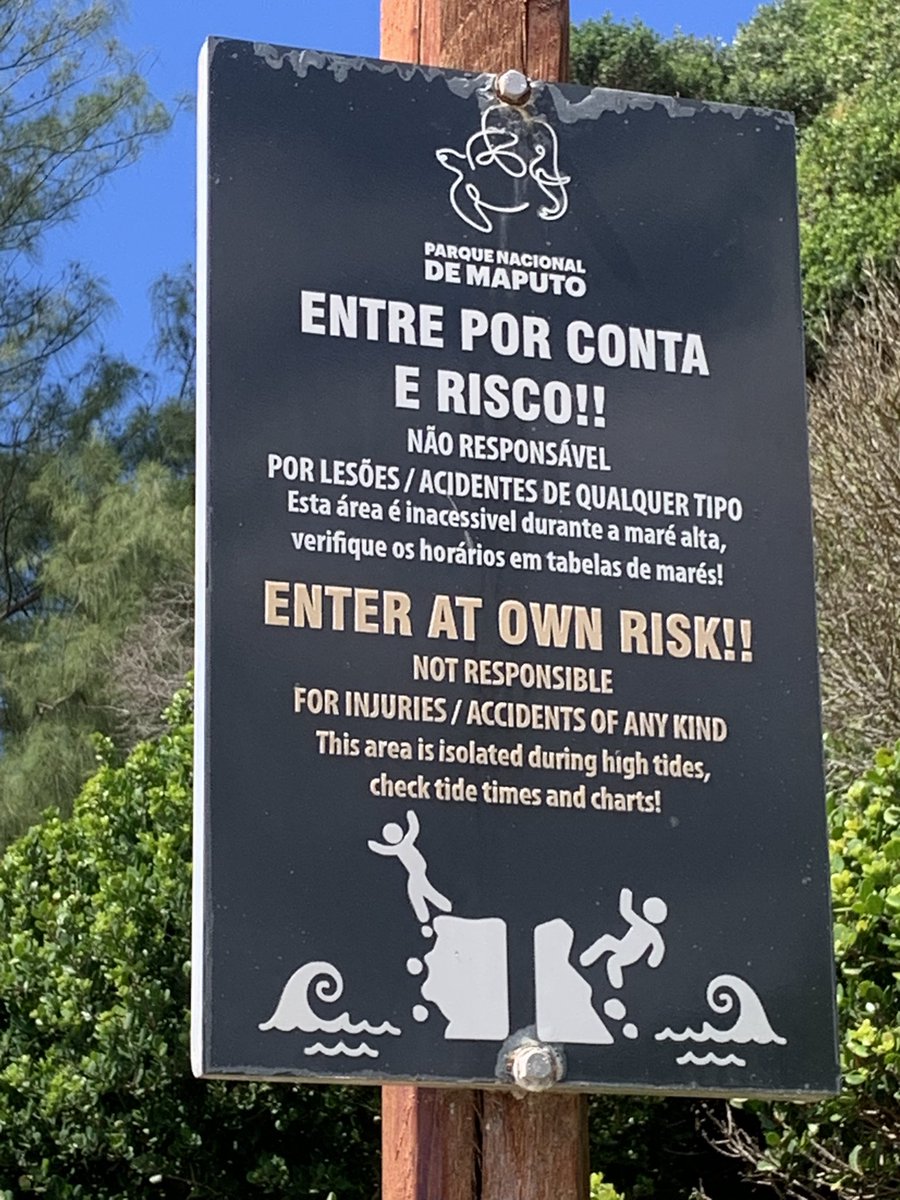 PARQUE NACIONAL
DE MAPUTO
ENTRE POR CONTA
E RISCO!!
NÃO RESPONSÁVEL
POR LESÕES / ACIDENTES DE QUALQUER TIPO
Esta área é inacessivel durante a maré alta,
verifique os horários em tabelas de marés!
ENTER AT OWN RISK!!
NOT RESPONSIBLE
FOR INJURIES / ACCIDENTS OF ANY KIND
This area is isolated during high tides,
check tide times and charts!